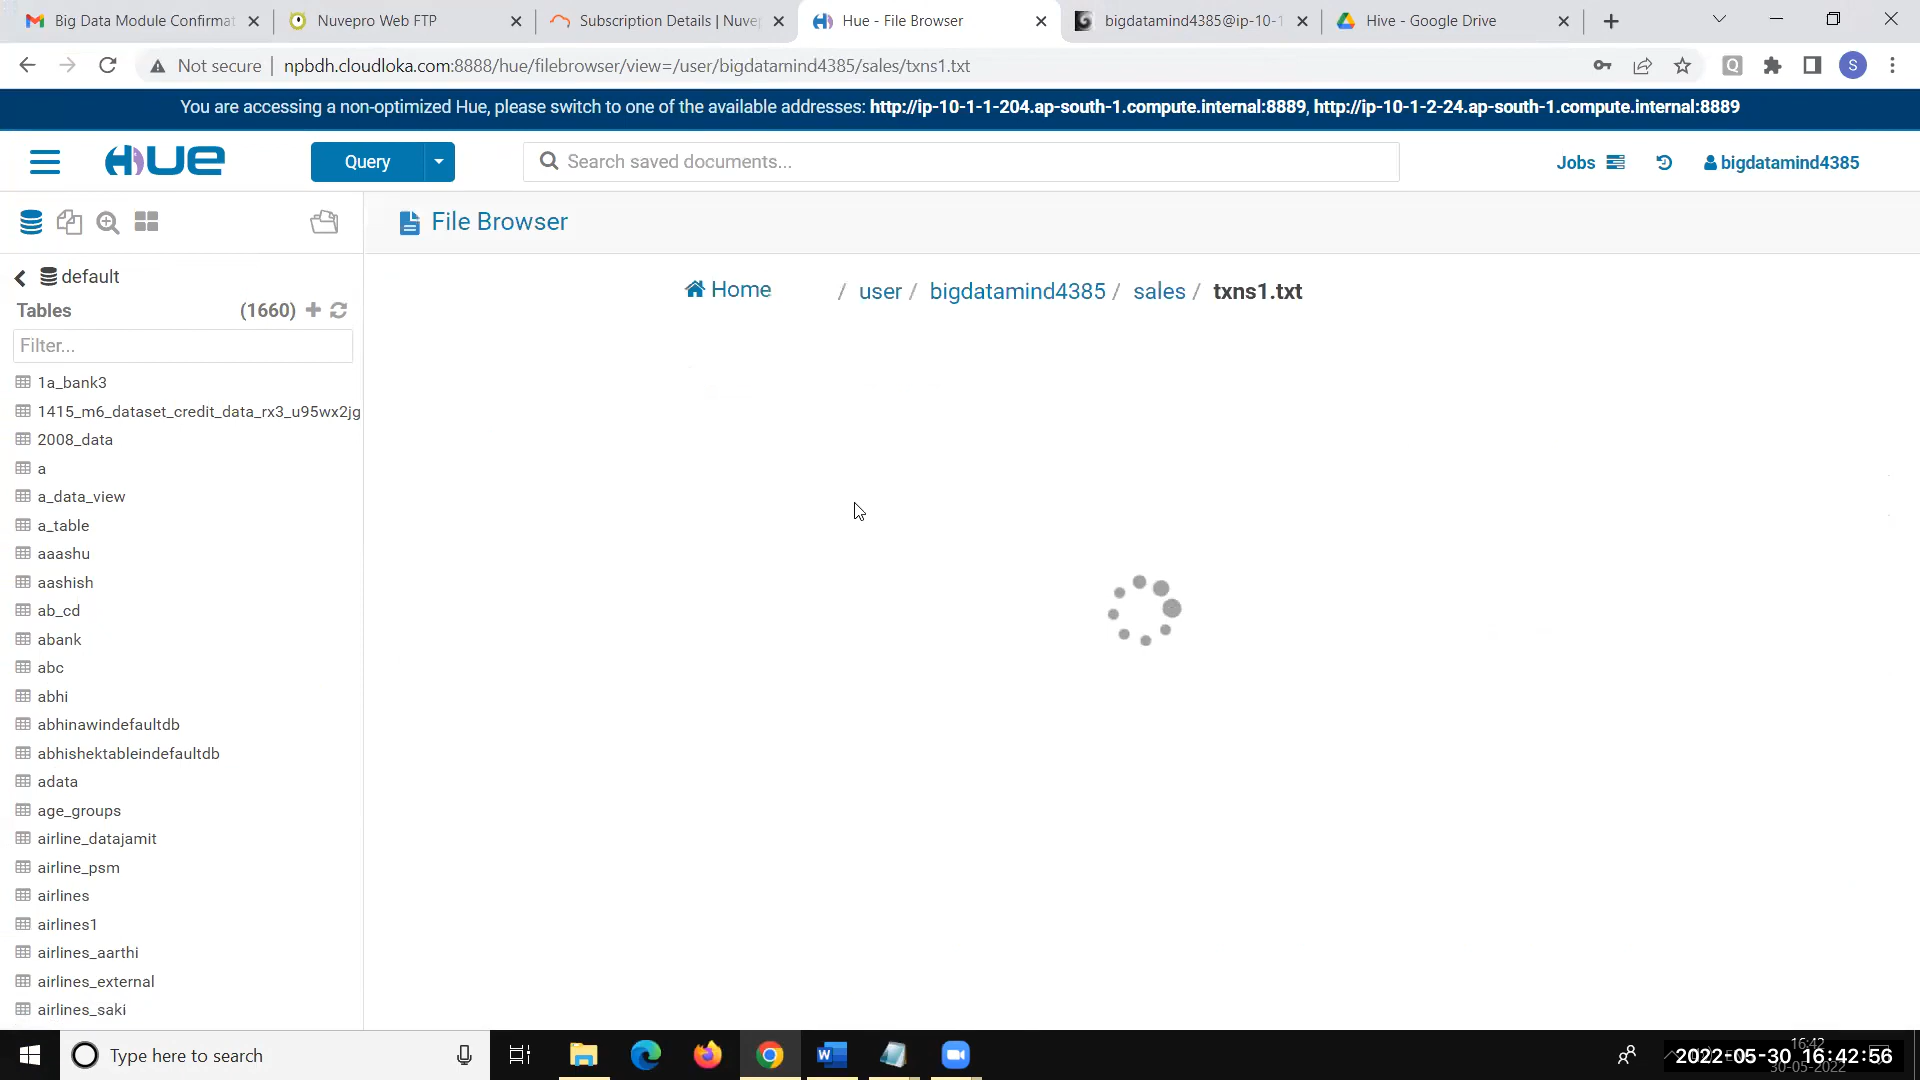 Big Data Module Confirmat
Nuvepro Web FTP
Subscription Details | Nuve
Hue - File Browser
bigdatamind4385@ip-10-1
Hive - Google Drive
Not secure
npbdh.cloudloka.com:8888/hue/filebrowser/view=/user/bigdatamind4385/sales/txns1.txt
Q
S
You are accessing a non-optimized Hue, please switch to one of the available addresses: http://ip-10-1-1-204.ap-south-1.compute.internal:8889, http://ip-10-1-2-24.ap-south-1.compute.internal:8889
HUE
Query
Search saved documents...
Jobs
bigdatamind4385
File Browser
default
Home / user / bigdatamind4385 / sales / txns1.txt
Tables (1660)
Filter...
1a_bank3
1415_m6_dataset_credit_data_rx3_u95wx2jg
2008_data
a
a_data_view
a_table
aaashu
aashish
ab_cd
abank
abc
abhi
abhinawindefaultdb
abhishektableindefaultdb
adata
age_groups
airline_datajamit
airline_psm
airlines
airlines1
airlines_aarthi
airlines_external
airlines_saki
Type here to search
16:42
2022-05-30 16:42:56
30-05-2022